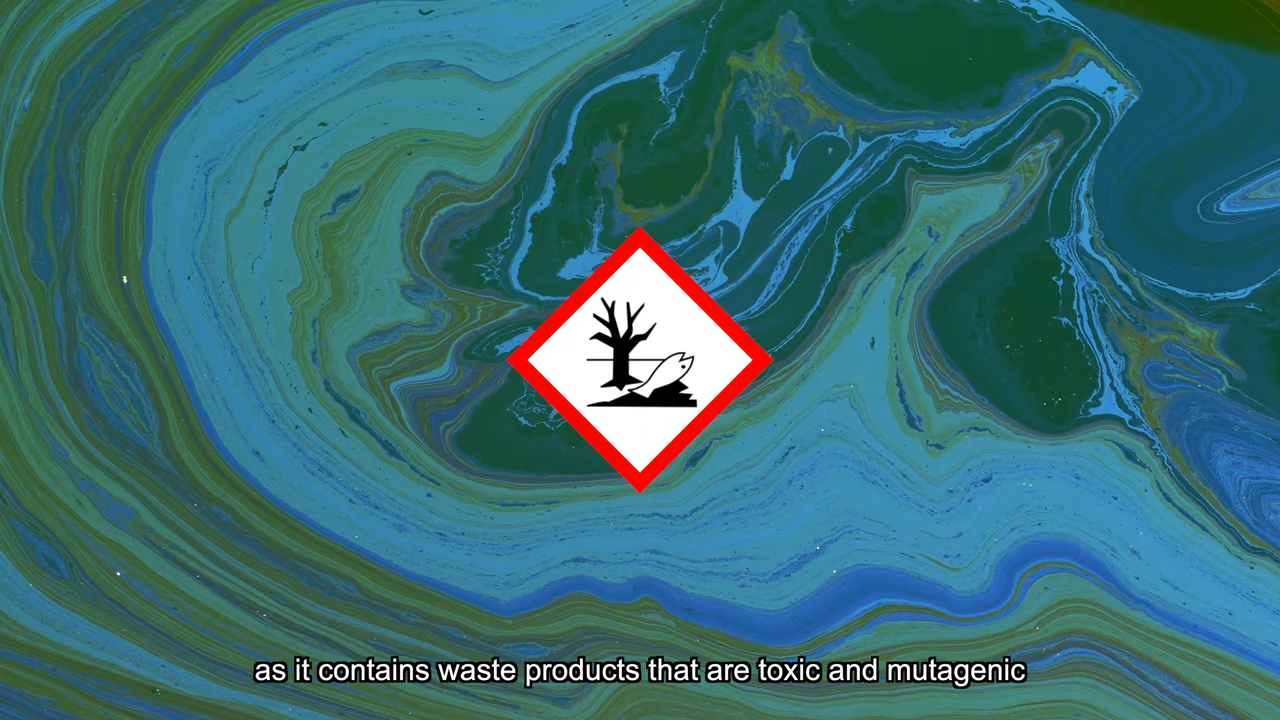 as it contains waste products that are toxic and mutagenic